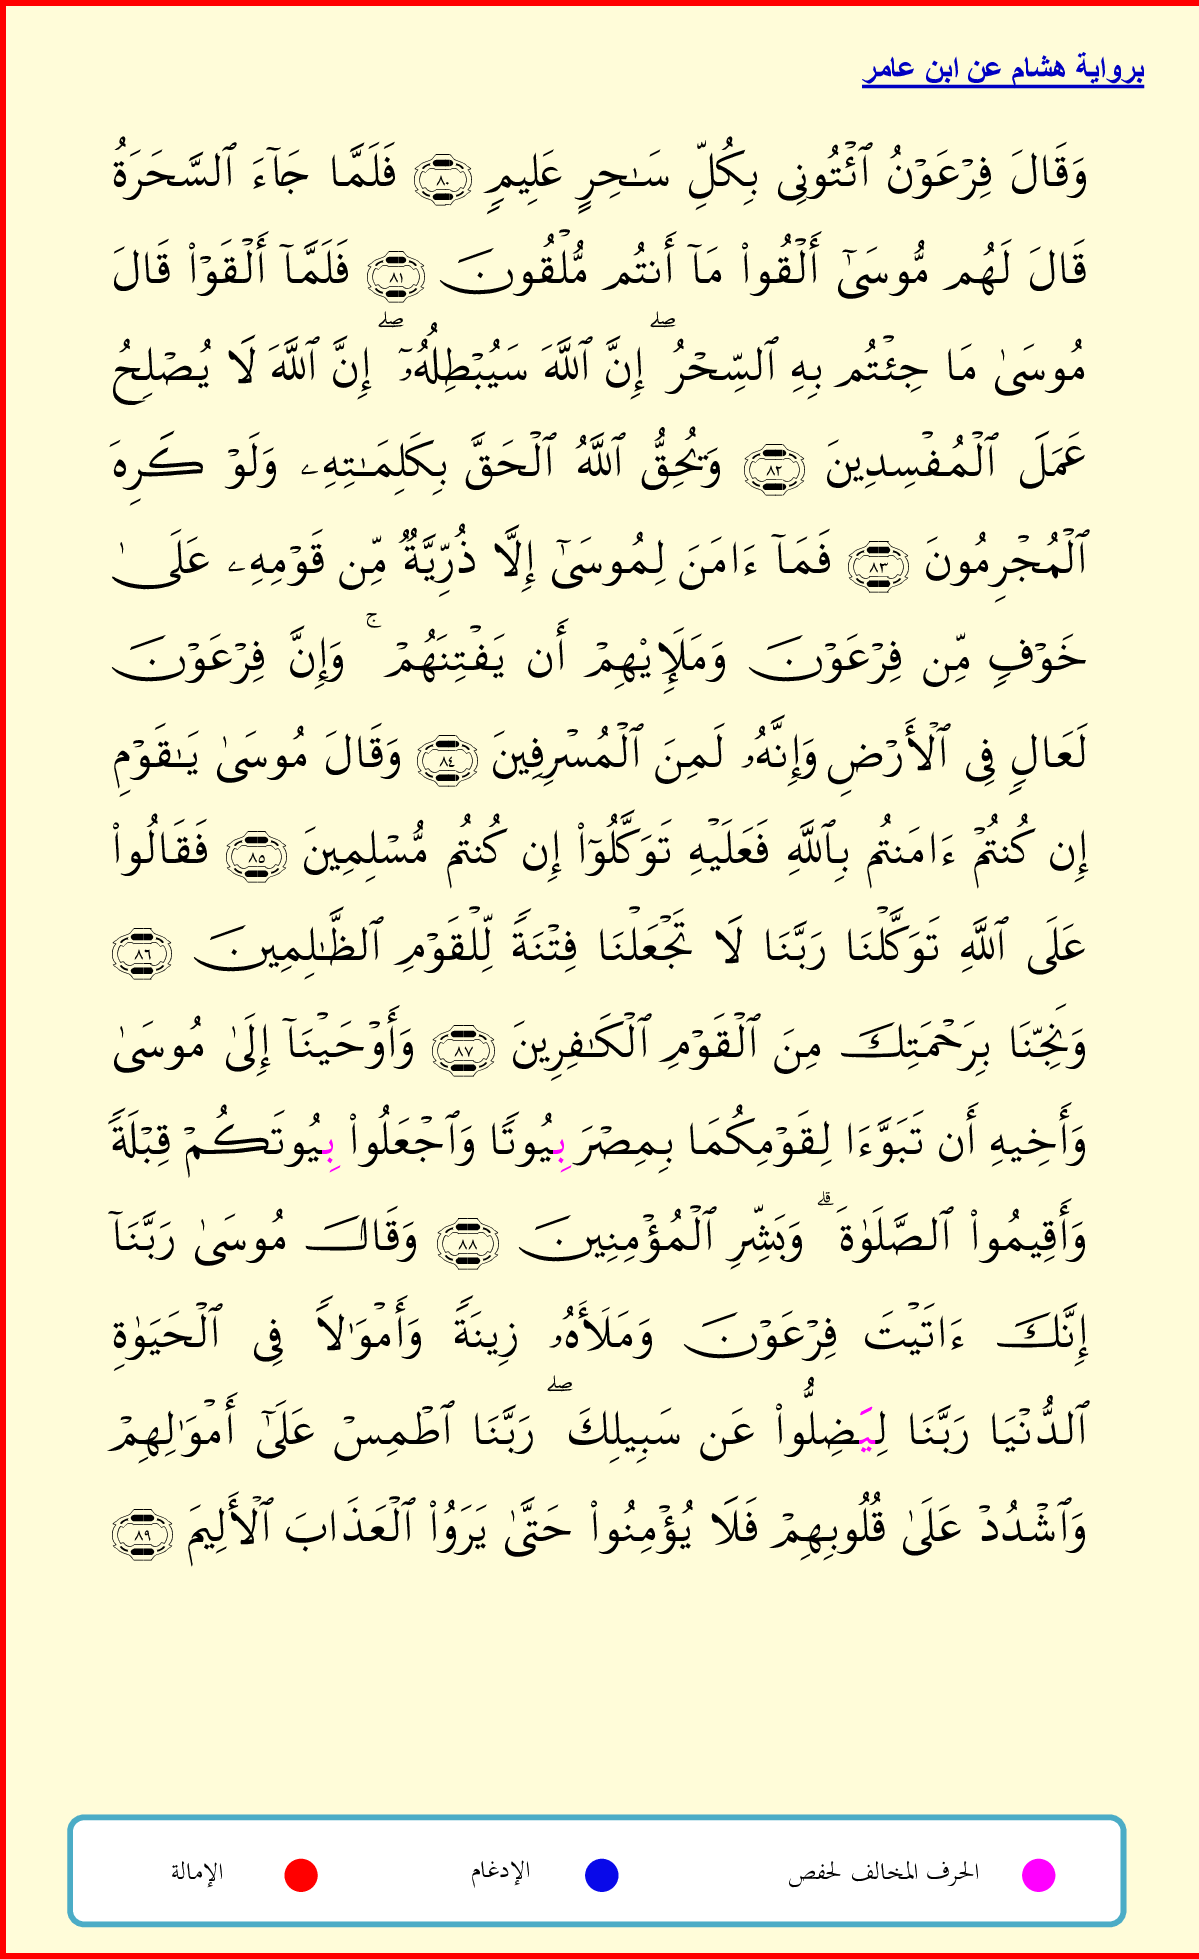 برواية هشام عن ابن عامر
وَقَالَ فِرۡعَوۡنُ ٱئۡتُونِي بِكُلِّ سَٰحِرٍ عَلِيمٖ ٨٠ فَلَمَّا جَآءَ ٱلسَّحَرَةُ
قَالَ لَهُم مُّوسَىٰٓ أَلۡقُواْ مَآ أَنتُم مُّلۡقُونَ ٨١ فَلَمَّآ أَلۡقَوۡاْ قَالَ
مُوسَىٰ مَا جِئۡتُم بِهِ ٱلسِّحۡرُۖ إِنَّ ٱللَّهَ سَيُبۡطِلُهُۥٓۖ إِنَّ ٱللَّهَ لَا يُصۡلِحُ
عَمَلَ ٱلۡمُفۡسِدِينَ ٨٢ وَيُحِقُّ ٱللَّهُ ٱلۡحَقَّ بِكَلِمَٰتِهِۦ وَلَوۡ كَرِهَ
ٱلۡمُجۡرِمُونَ ٨٣ فَمَآ ءَامَنَ لِمُوسَىٰٓ إِلَّا ذُرِّيَّةٞ مِّن قَوۡمِهِۦ عَلَىٰ
خَوۡفٖ مِّن فِرۡعَوۡنَ وَمَلَإِيْهِمۡ أَن يَفۡتِنَهُمۡۚ وَإِنَّ فِرۡعَوۡنَ
لَعَالٖ فِي ٱلۡأَرۡضِ وَإِنَّهُۥ لَمِنَ ٱلۡمُسۡرِفِينَ ٨٤ وَقَالَ مُوسَىٰ يَٰقَوۡمِ
إِن كُنتُمۡ ءَامَنتُم بِٱللَّهِ فَعَلَيۡهِ تَوَكَّلُوٓاْ إِن كُنتُم مُّسۡلِمِينَ ٨٥ فَقَالُواْ
عَلَى ٱللَّهِ تَوَكَّلۡنَا رَبَّنَا لَا تَجۡعَلۡنَا فِتۡنَةٗ لِّلۡقَوۡمِ ٱلظَّٰلِمِينَ ٨٦
وَنَجِّنَا بِرَحۡمَتِكَ مِنَ ٱلۡقَوۡمِ ٱلۡكَٰفِرِينَ ٨٧ وَأَوۡحَيۡنَآ إِلَىٰ مُوسَىٰ
وَأَخِيهِ أَن تَبَوَّءَا لِقَوۡمِكُمَا بِمِصۡرَ بِيُوتٗا وَٱجۡعَلُواْ بِيُوتَكُمۡ قِبۡلَةٗ
وَأَقِيمُواْ ٱلصَّلَوٰةَۗ وَبَشِّرِ ٱلۡمُؤۡمِنِينَ ٨٨ وَقَالَ مُوسَىٰ رَبَّنَآ
إِنَّكَ ءَاتَيۡتَ فِرۡعَوۡنَ وَمَلَأَهُۥ زِينَةٗ وَأَمۡوَٰلٗا فِي ٱلۡحَيَوٰةِ
ٱلدُّنۡيَا رَبَّنَا لِيَضِلُّواْ عَن سَبِيلِكَۖ رَبَّنَا ٱطۡمِسۡ عَلَىٰٓ أَمۡوَٰلِهِمۡ
وَٱشۡدُدۡ عَلَىٰ قُلُوبِهِمۡ فَلَا يُؤۡمِنُواْ حَتَّىٰ يَرَوُاْ ٱلۡعَذَابَ ٱلۡأَلِيمَ ٨٩
الحرف المخالف لحفص الإدغام الإمالة